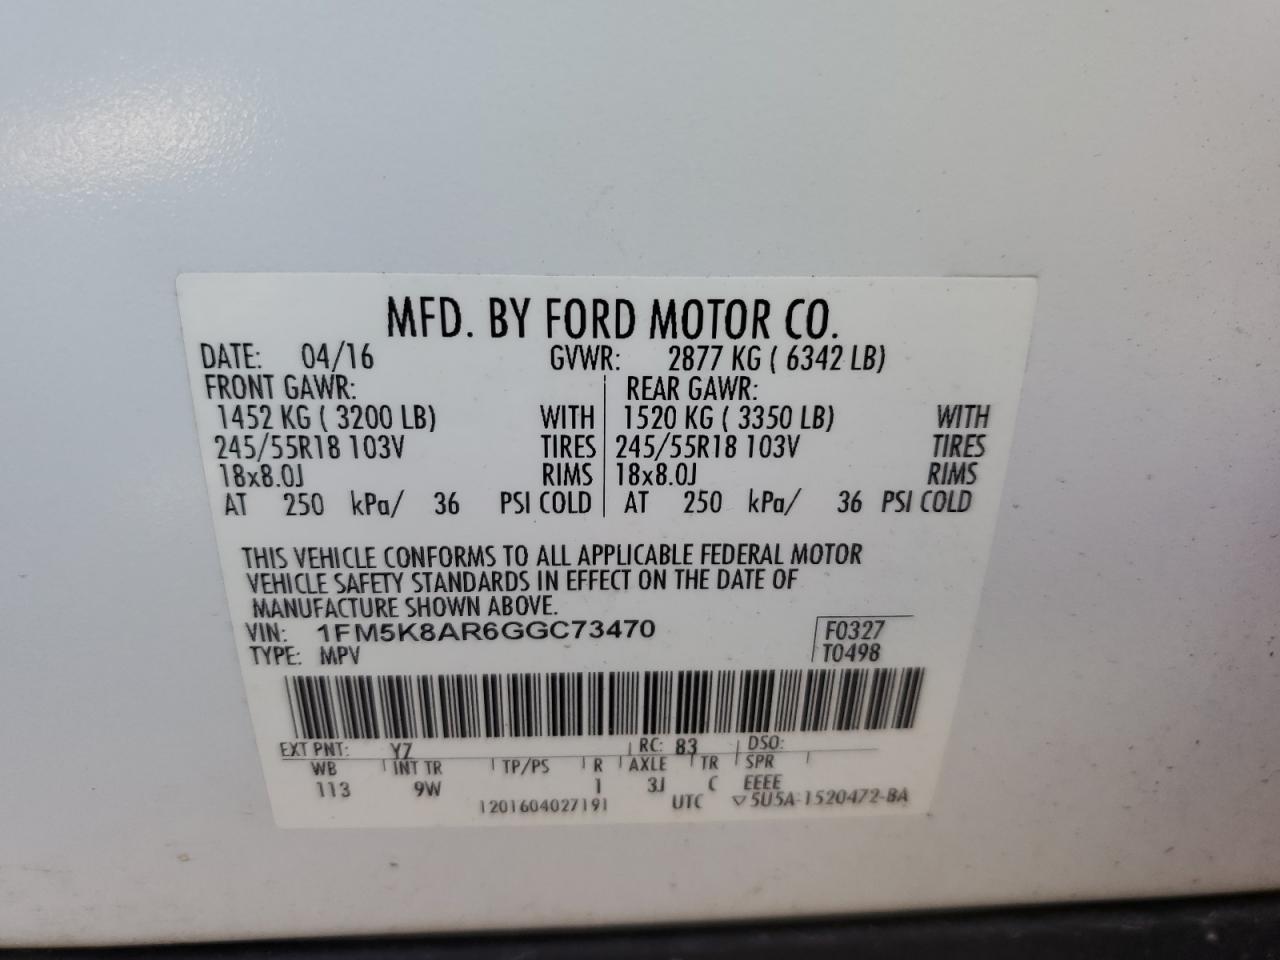 MFD. BY FORD MOTOR CO.
DATE: 04/16 GVWR: 2877 KG ( 6342 LB)
FRONT GAWR: REAR GAWR:
1452 KG ( 3200 LB) WITH 1520 KG ( 3350 LB) WITH
245/55R18 103V TIRES 245/55R18 103V TIRES
18x8.0J RIMS 18x8.0J RIMS
AT 250 kPa/ 36 PSI COLD AT 250 kPa/ 36 PSI COLD
THIS VEHICLE CONFORMS TO ALL APPLICABLE FEDERAL MOTOR
VEHICLE SAFETY STANDARDS IN EFFECT ON THE DATE OF
MANUFACTURE SHOWN ABOVE.
VIN: 1FM5K8AR6GGC73470 F0327
TYPE: MPV T0498
EXT PNT: YZ RC: 83 DSO:
WB INT TR TP/PS R AXLE TR SPR
113 9W 1 3J C EEEE
1201604027191 UTC ▽5U5A-1520472-BA